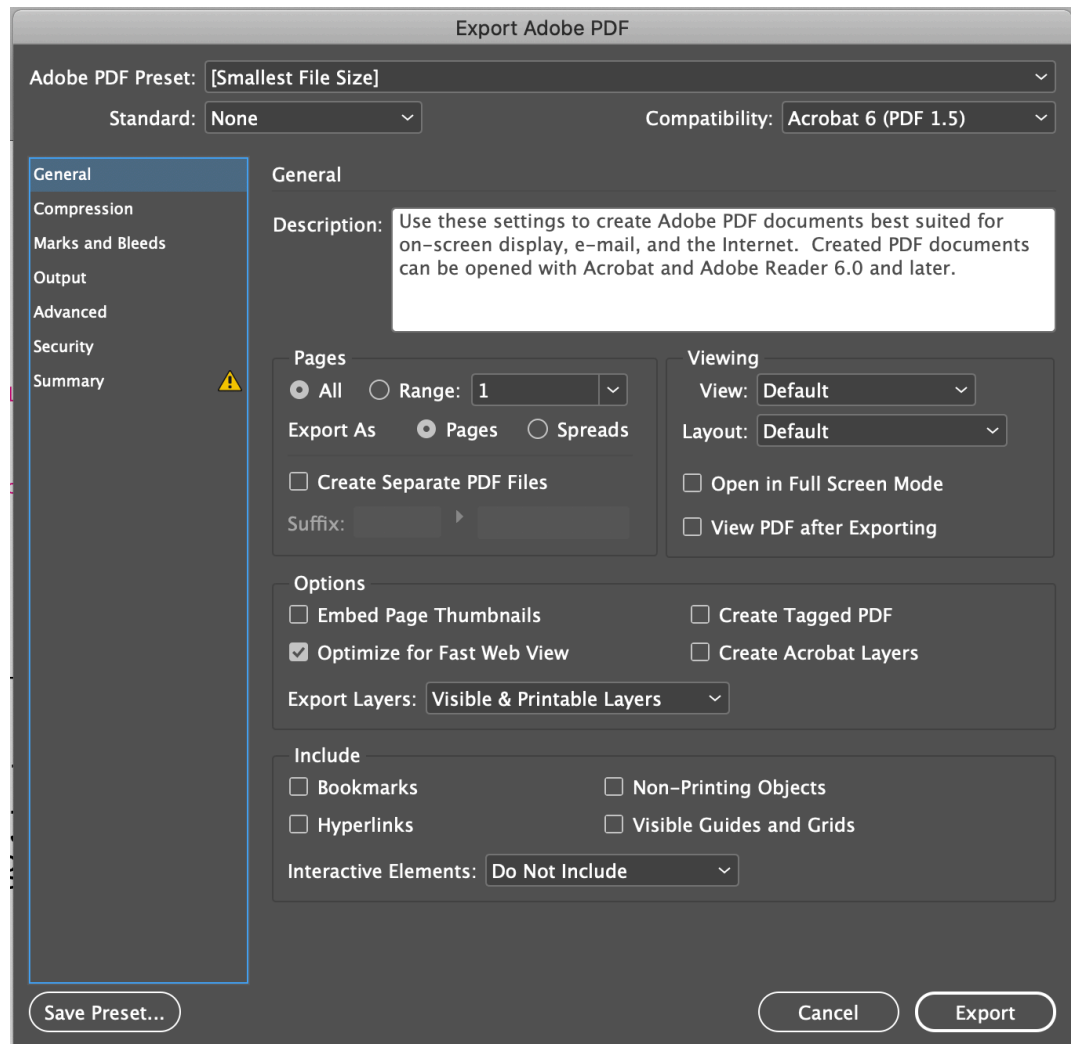 Export Adobe PDF
Adobe PDF Preset: [Smallest File Size]
Standard: None
Compatibility: Acrobat 6 (PDF 1.5)
General
Compression
Marks and Bleeds
Output
Advanced
Security
Summary
General
Description: Use these settings to create Adobe PDF documents best suited for
on-screen display, e-mail, and the Internet.  Created PDF documents
can be opened with Acrobat and Adobe Reader 6.0 and later.
Pages
All Range: 1
Export As Pages Spreads
Create Separate PDF Files
Suffix:
Viewing
View: Default
Layout: Default
Open in Full Screen Mode
View PDF after Exporting
Options
Embed Page Thumbnails
Create Tagged PDF
Optimize for Fast Web View
Create Acrobat Layers
Export Layers: Visible & Printable Layers
Include
Bookmarks
Non-Printing Objects
Hyperlinks
Visible Guides and Grids
Interactive Elements: Do Not Include
Save Preset...
Cancel
Export